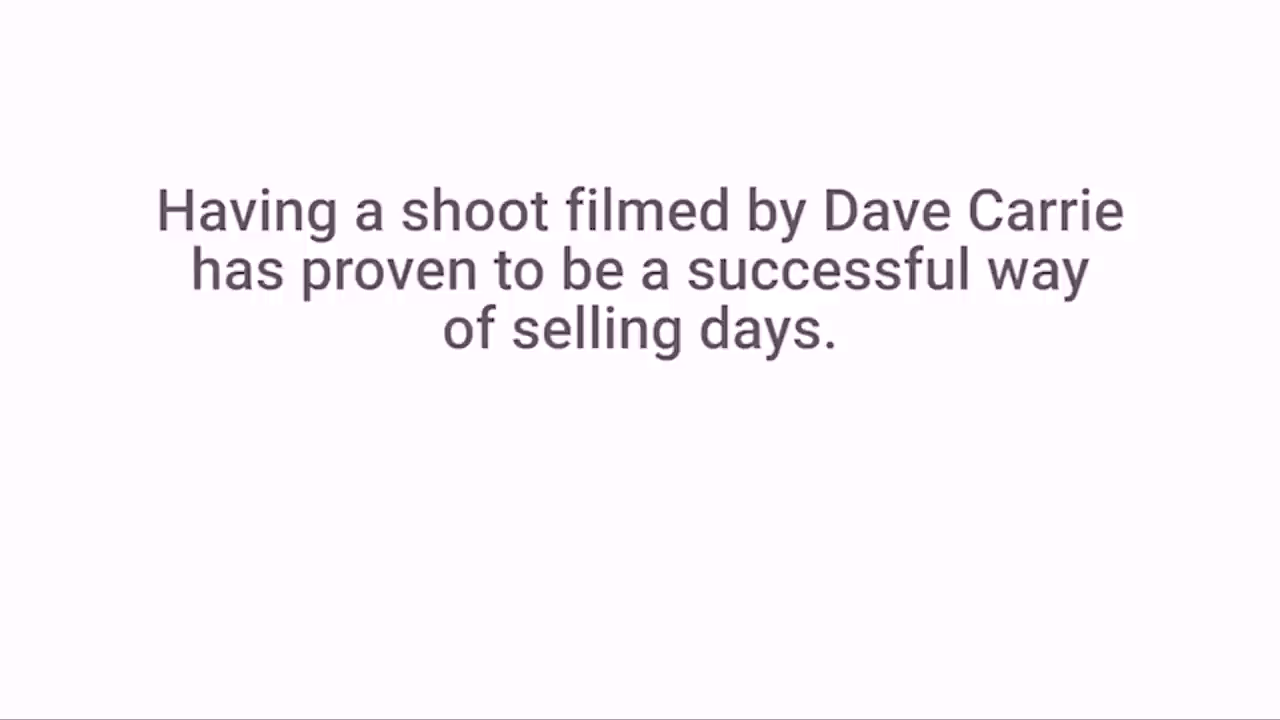 Having a shoot filmed by Dave Carrie
has proven to be a successful way
of selling days.